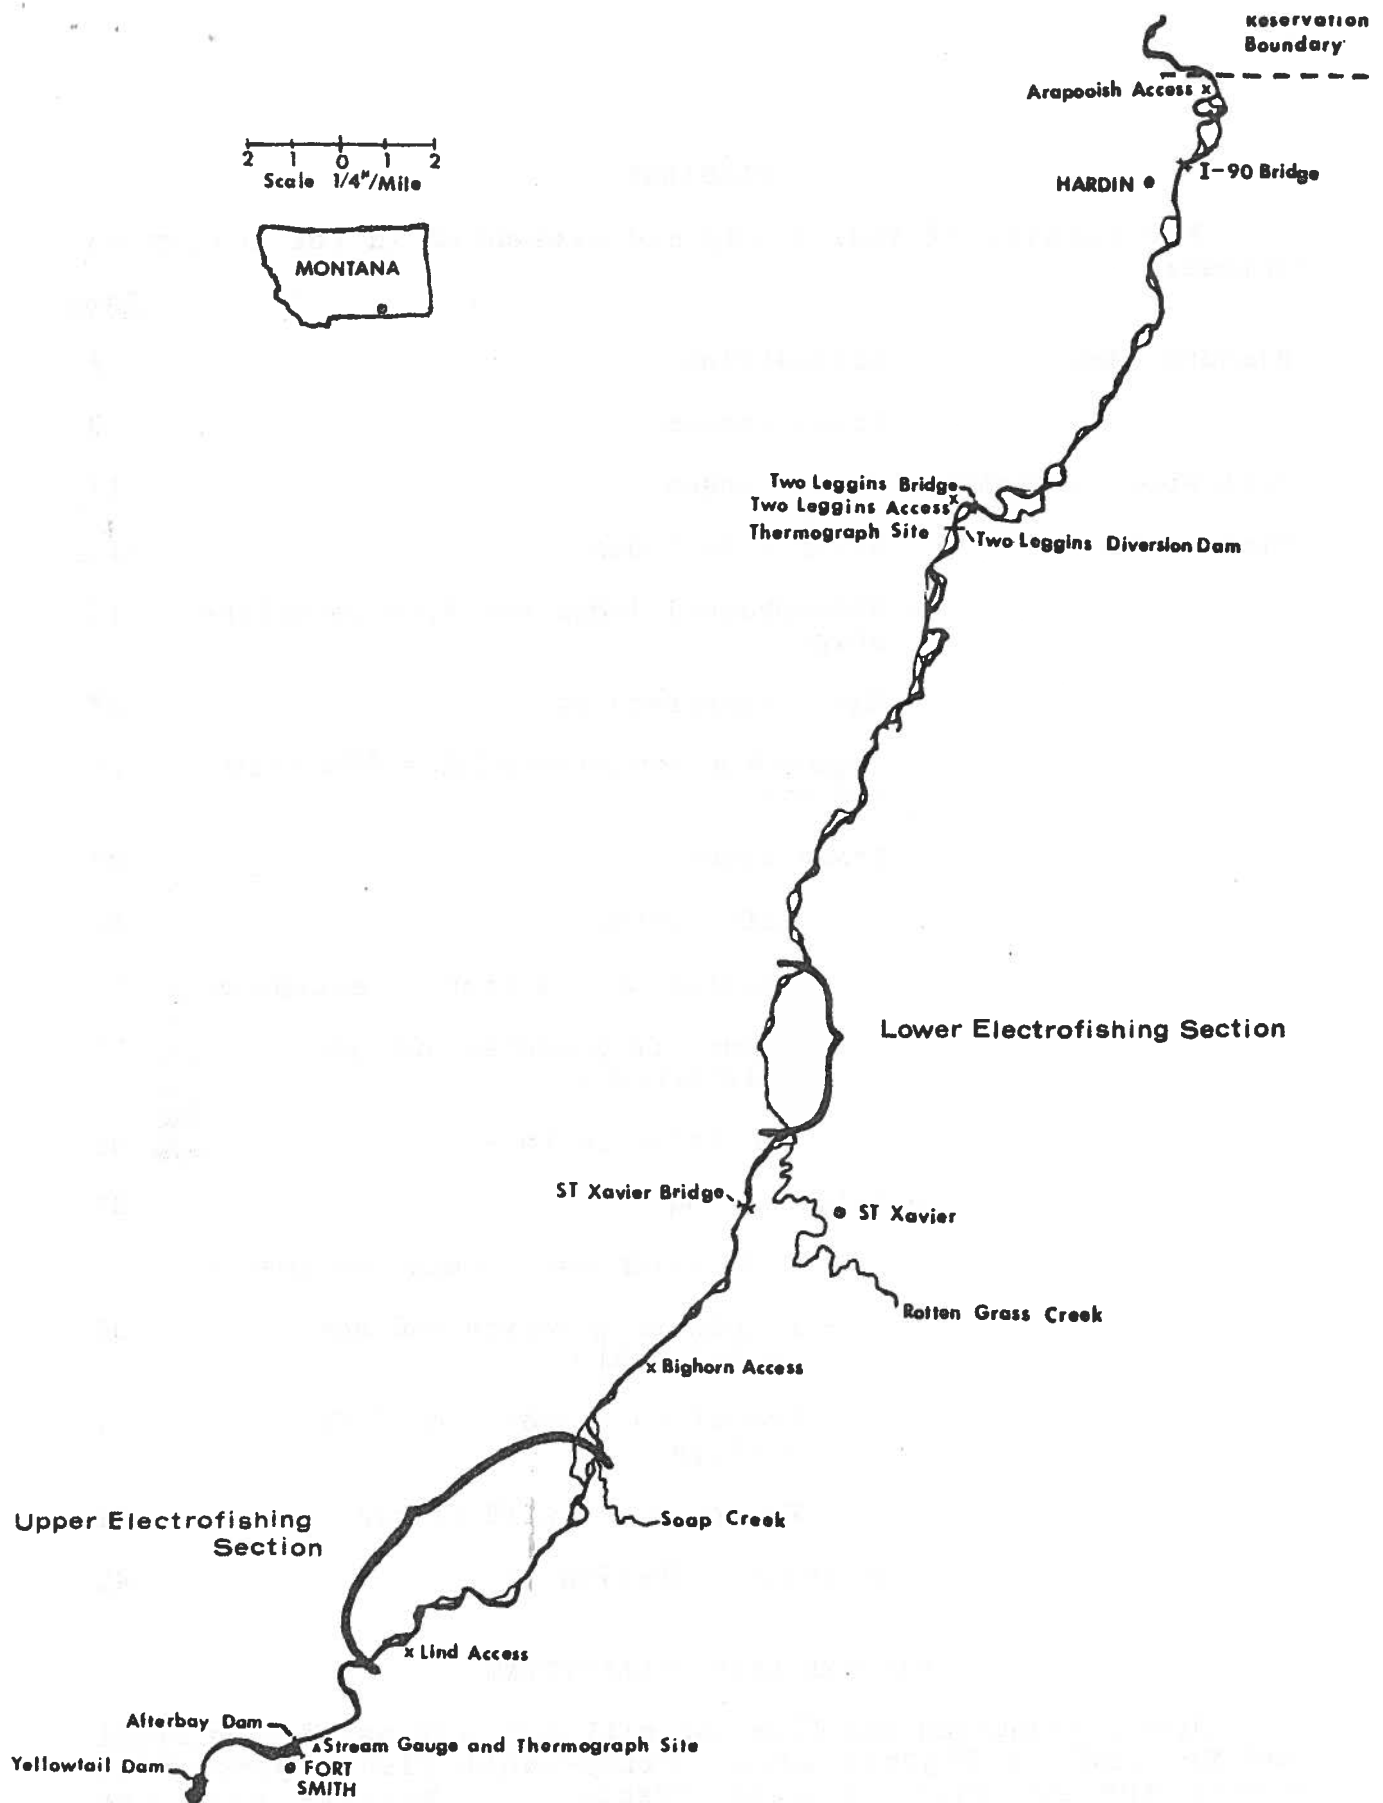 Reservation
Boundary
Arapooish Access x
2 1 0 1 2
Scale 1/4"/Mile
I-90 Bridge
HARDIN
MONTANA
Two Leggins Bridge
Two Leggins Access x
Thermograph Site
Two Leggins Diversion Dam
Lower Electrofishing Section
ST Xavier Bridge
ST Xavier
Rotten Grass Creek
x Bighorn Access
Upper Electrofishing
Section
Soap Creek
x Lind Access
Afterbay Dam
Stream Gauge and Thermograph Site
Yellowtail Dam
FORT
SMITH